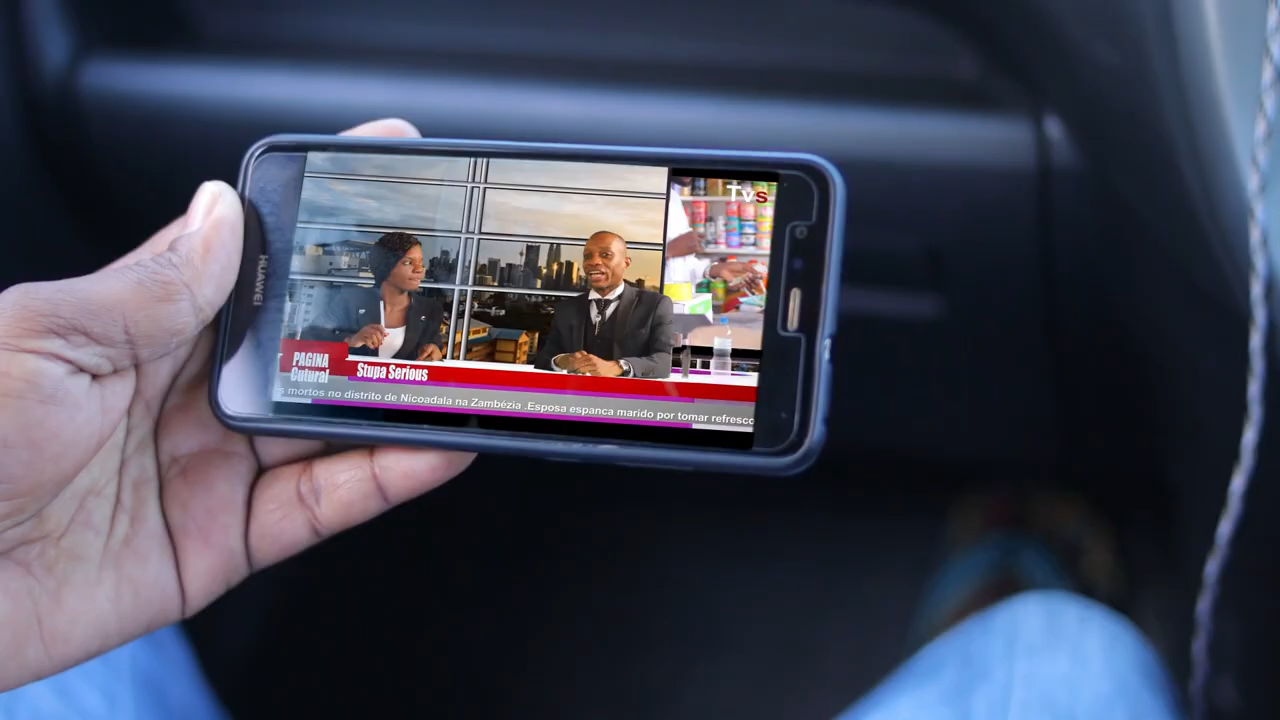 HUAWEI
Tvs
PAGINA
Cutural
Stupa Serious
s mortos no distrito de Nicoadala na Zambézia .Esposa espanca marido por tomar refresco